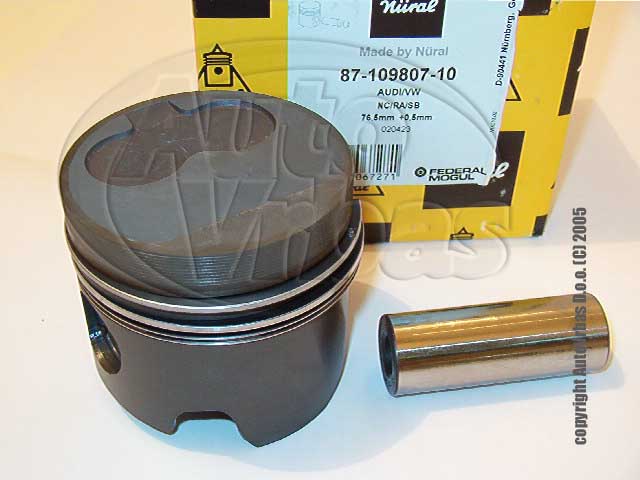 Nüral
Made by Nüral
87-109807-10
AUDI/VW
NC/RA/SB
76,5mm +0,5mm
020423
067271
FEDERAL
MOGUL
D-90441 Nürnberg,
Auto
Vitas
copyright Autovitas D.o.o. (C) 2005